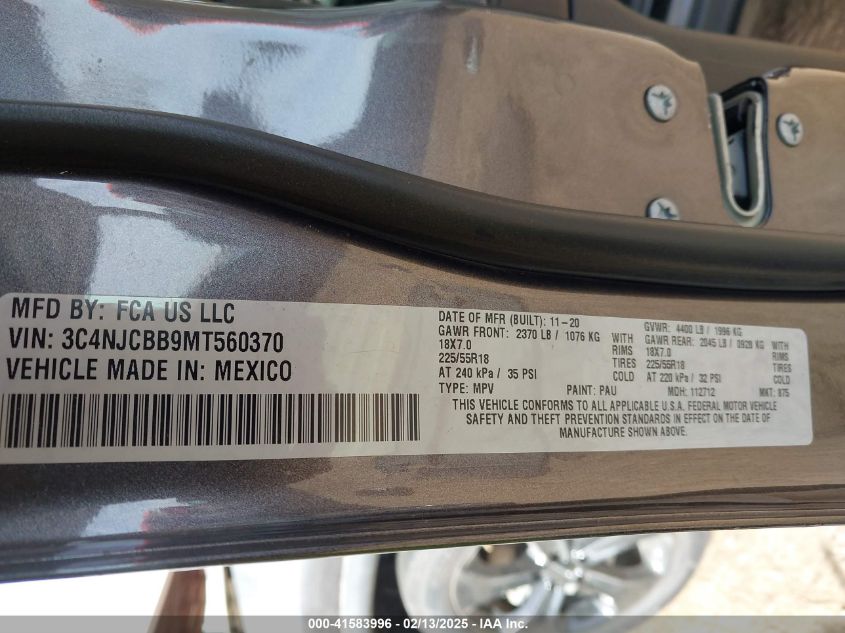 MFD BY: FCA US LLC
VIN: 3C4NJCBB9MT560370
VEHICLE MADE IN: MEXICO
DATE OF MFR (BUILT): 11-20
GAWR FRONT: 2370 LB / 1076 KG WITH
18X7.0 RIMS
225/55R18 TIRES
AT 240 kPa / 35 PSI COLD
GVWR: 4400 LB / 1996 KG
GAWR REAR: 2045 LB / 0928 KG WITH
18X7.0 RIMS
225/55R18 TIRES
AT 220 kPa / 32 PSI COLD
TYPE: MPV PAINT: PAU MDH: 112712 MKT: 875
THIS VEHICLE CONFORMS TO ALL APPLICABLE U.S.A. FEDERAL MOTOR VEHICLE
SAFETY AND THEFT PREVENTION STANDARDS IN EFFECT ON THE DATE OF
MANUFACTURE SHOWN ABOVE.
000-41583996 - 02/13/2025 - IAA Inc.